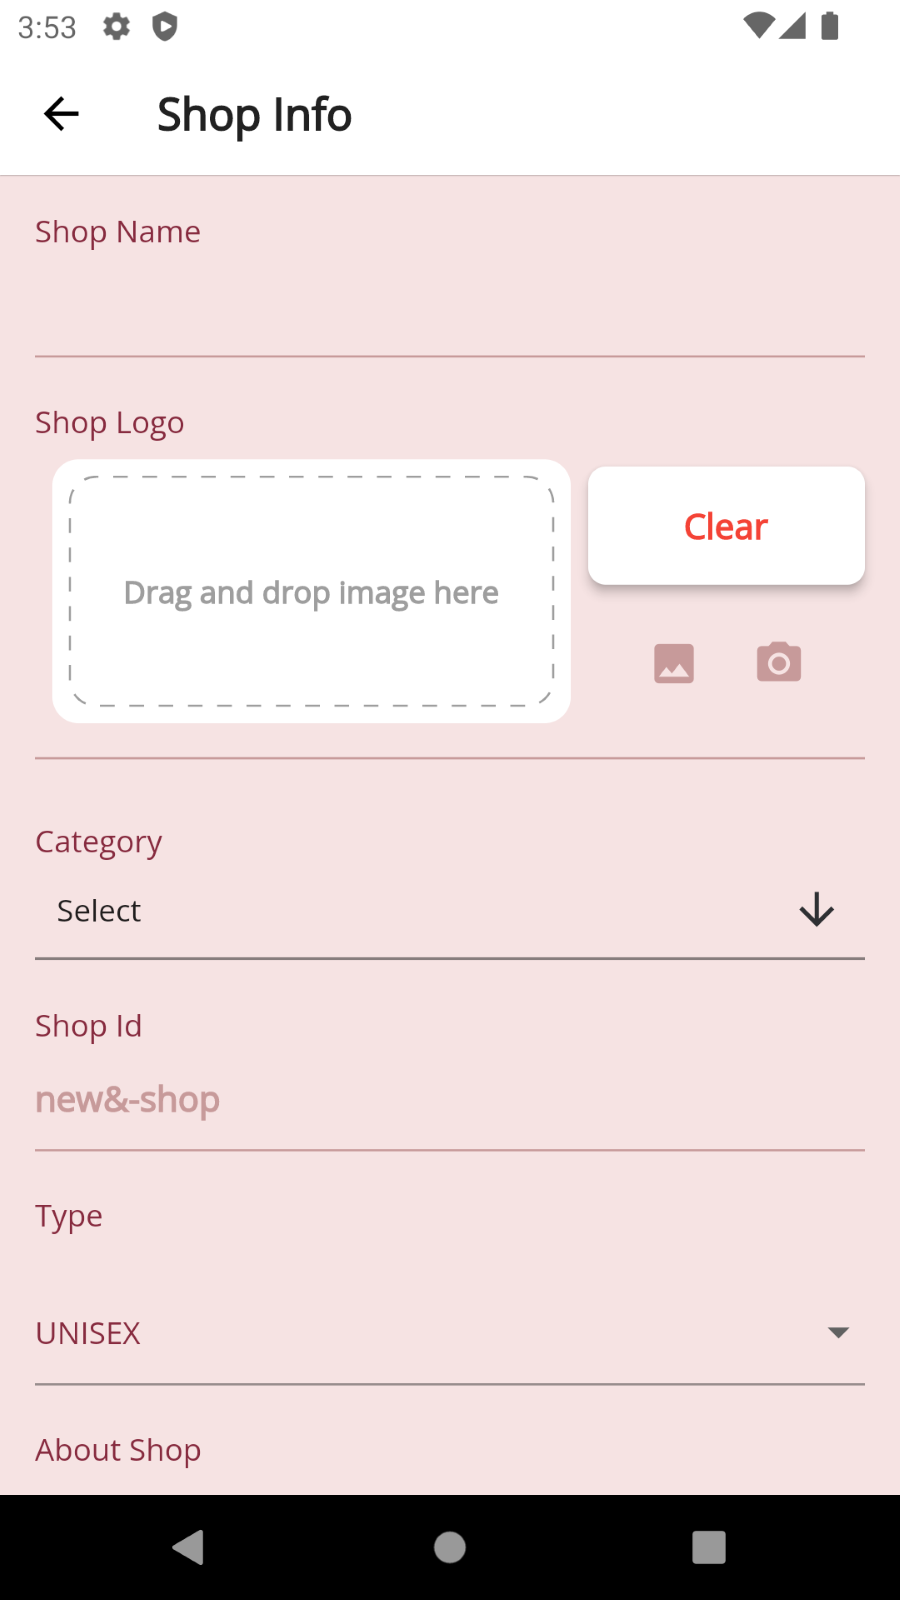 3:53
Shop Info
Shop Name
Shop Logo
Drag and drop image here
Clear
Category
Select
Shop Id
new&-shop
Type
UNISEX
About Shop